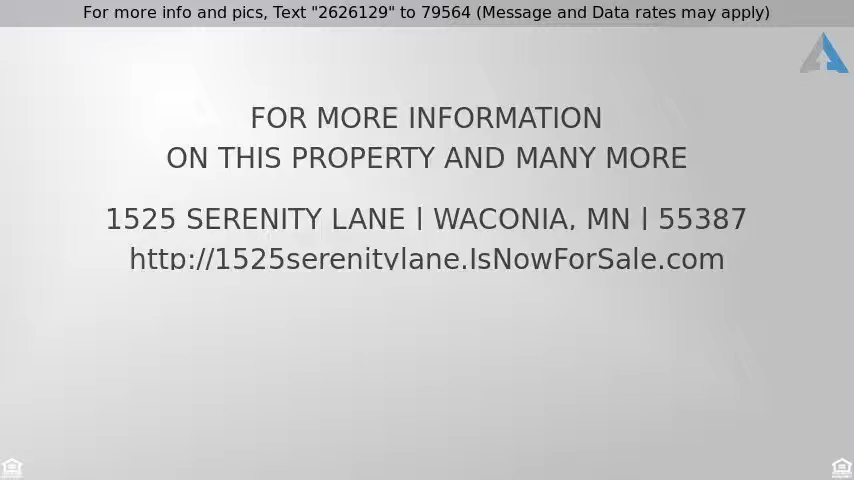 For more info and pics, Text "2626129" to 79564 (Message and Data rates may apply)
FOR MORE INFORMATION
ON THIS PROPERTY AND MANY MORE
1525 SERENITY LANE | WACONIA, MN | 55387
http://1525serenitylane.IsNowForSale.com